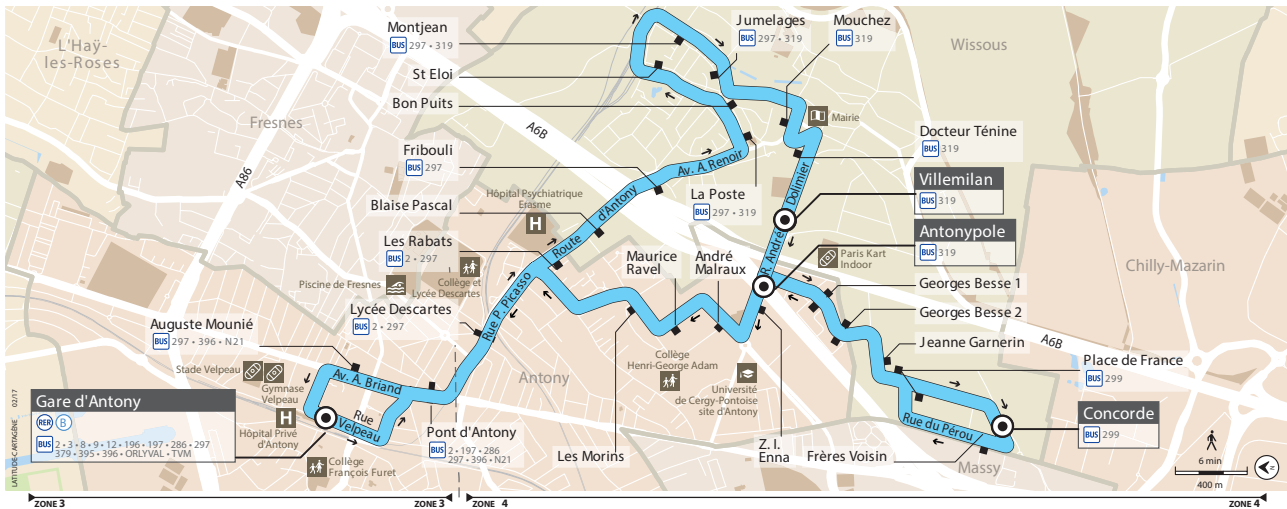 L'Haÿ-
les-Roses
Fresnes
A86
A6B
Wissous
Montjean
BUS 297 • 319
St Eloi
Bon Puits
Jumelages
BUS 297 • 319
Mouchez
BUS 319
Mairie
Fribouli
BUS 297
Av. A. Renoir
Docteur Ténine
BUS 319
Villemilan
BUS 319
Antonypole
BUS 319
Dolimier
R. André
La Poste
BUS 297 • 319
Hôpital Psychiatrique
Erasme
H
Blaise Pascal
Route
d'Antony
Les Rabats
BUS 2 • 297
Piscine de Fresnes
Collège et
Lycée Descartes
Lycée Descartes
BUS 2 • 297
Rue P. Picasso
Maurice
Ravel
André
Malraux
Paris Kart
Indoor
Chilly-Mazarin
Georges Besse 1
Georges Besse 2
Jeanne Garnerin
A6B
Place de France
BUS 299
Concorde
BUS 299
Auguste Mounié
BUS 297 • 396 • N21
Stade Velpeau
Gymnase
Velpeau
Av. A. Briand
Rue
Velpeau
Antony
Collège
Henri-George Adam
Université
de Cergy-Pontoise
site d'Antony
Rue du Pérou
Gare d'Antony
RER B
BUS 2 • 3 • 8 • 9 • 12 • 196 • 197 • 286 • 297
379 • 395 • 396 • ORLYVAL • TVM
H
Hôpital Privé
d'Antony
Collège
François Furet
Pont d'Antony
BUS 2 • 197 • 286
297 • 396 • N21
Les Morins
Z. I.
Enna
Frères Voisin
Massy
6 min
400 m
N
LATITUDE-CARTAGÈNE 02/17
ZONE 3
ZONE 3
ZONE 4
ZONE 4